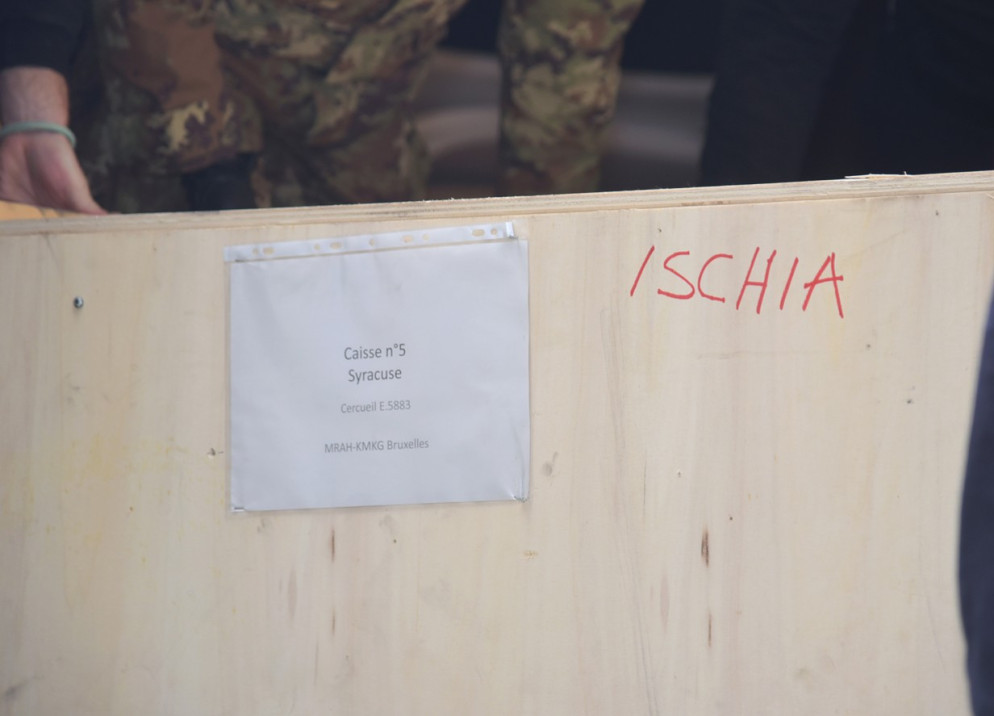 Caisse n°5
Syracuse
Cercueil E.5883
MRAH-KMKG Bruxelles
ISCHIA